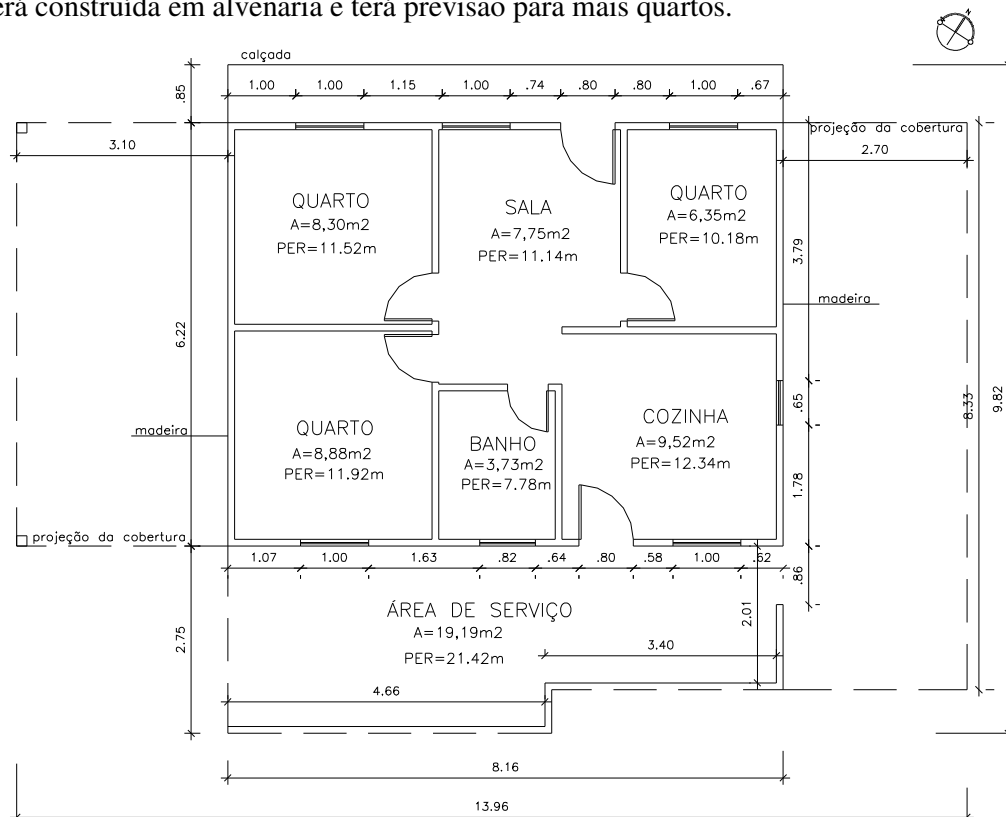 erá construída em alvenaria e terá previsão para mais quartos.
N
calçada
.85
1.00 1.00 1.15 1.00 .74 .80 .80 1.00 .67
projeção da cobertura
3.10
2.70
QUARTO
A=8,30m2
PER=11.52m
SALA
A=7,75m2
PER=11.14m
QUARTO
A=6,35m2
PER=10.18m
3.79
madeira
6.22
.65
8.33
9.82
madeira
QUARTO
A=8,88m2
PER=11.92m
BANHO
A=3,73m2
PER=7.78m
COZINHA
A=9,52m2
PER=12.34m
1.78
projeção da cobertura
1.07 1.00 1.63 .82 .64 .80 .58 1.00 .62
.86
2.01
ÁREA DE SERVIÇO
A=19,19m2
PER=21.42m
2.75
3.40
4.66
8.16
13.96